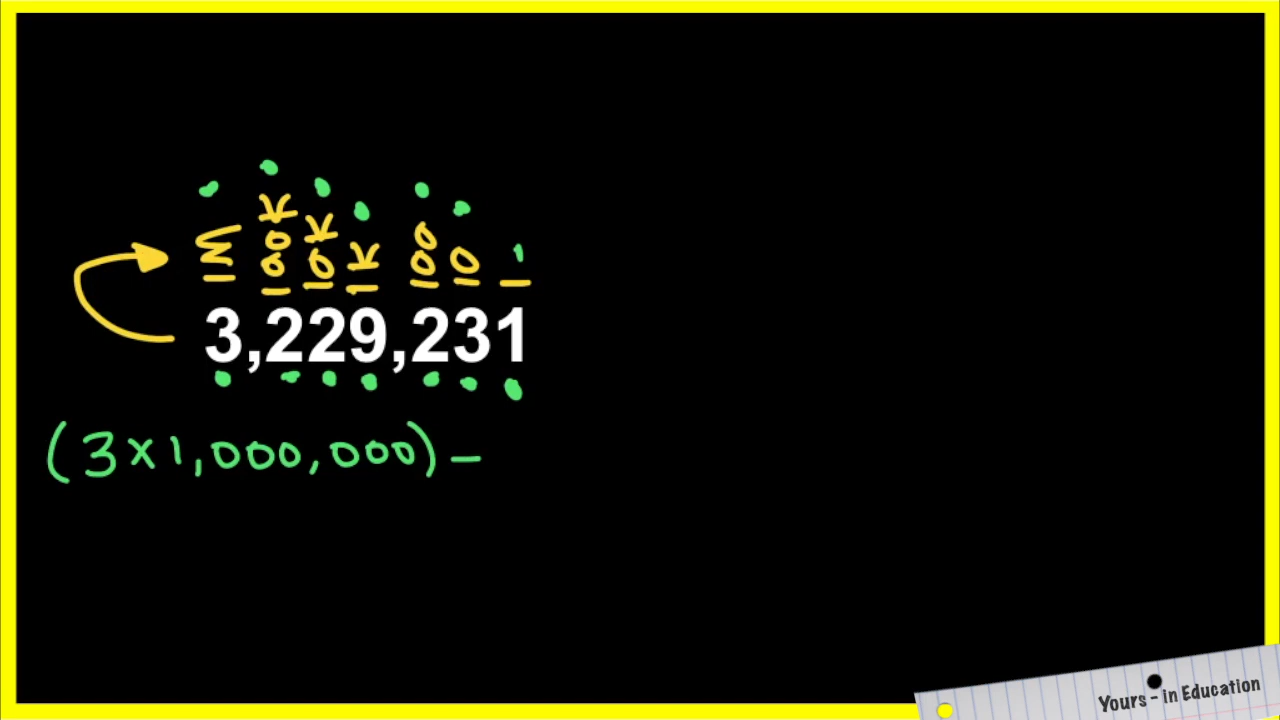 1M 100K 10K 1K 100 10 1
3,229,231
(3×1,000,000) –
Yours - in Education